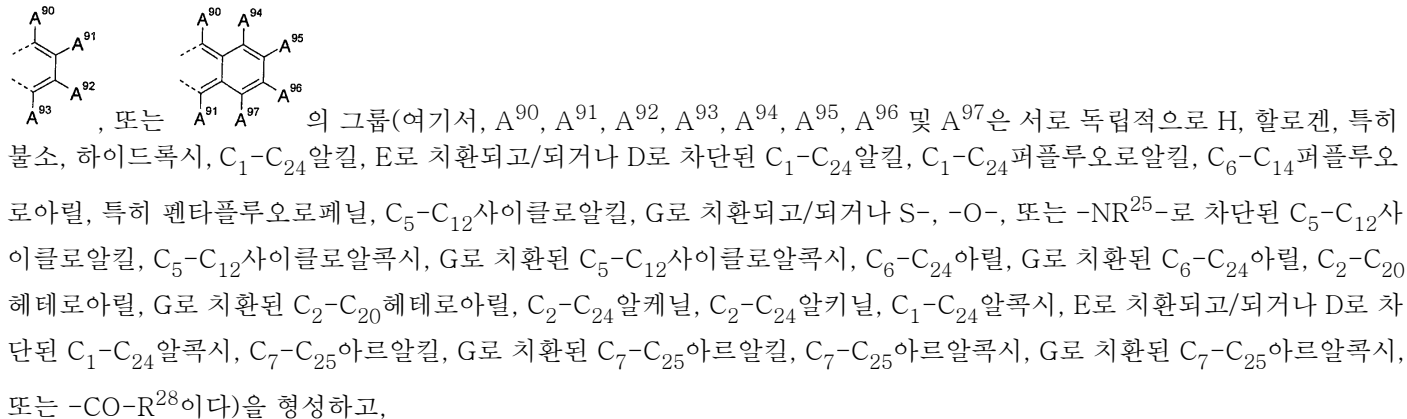 A⁹⁰ A⁹¹ A⁹² A⁹³ , 또는 A⁹⁰ A⁹⁴ A⁹⁵ A⁹⁶ A⁹¹ A⁹⁷ 의 그룹(여기서, A⁹⁰, A⁹¹, A⁹², A⁹³, A⁹⁴, A⁹⁵, A⁹⁶ 및 A⁹⁷은 서로 독립적으로 H, 할로겐, 특히
불소, 하이드록시, C₁-C₂₄알킬, E로 치환되고/되거나 D로 차단된 C₁-C₂₄알킬, C₁-C₂₄퍼플루오로알킬, C₆-C₁₄퍼플루오
로아릴, 특히 펜타플루오로페닐, C₅-C₁₂사이클로알킬, G로 치환되고/되거나 S-, -O-, 또는 -NR²⁵-로 차단된 C₅-C₁₂사
이클로알킬, C₅-C₁₂사이클로알콕시, G로 치환된 C₅-C₁₂사이클로알콕시, C₆-C₂₄아릴, G로 치환된 C₆-C₂₄아릴, C₂-C₂₀
헤테로아릴, G로 치환된 C₂-C₂₀헤테로아릴, C₂-C₂₄알케닐, C₂-C₂₄알키닐, C₁-C₂₄알콕시, E로 치환되고/되거나 D로 차
단된 C₁-C₂₄알콕시, C₇-C₂₅아르알킬, G로 치환된 C₇-C₂₅아르알킬, C₇-C₂₅아르알콕시, G로 치환된 C₇-C₂₅아르알콕시,
또는 -CO-R²⁸이다)을 형성하고,